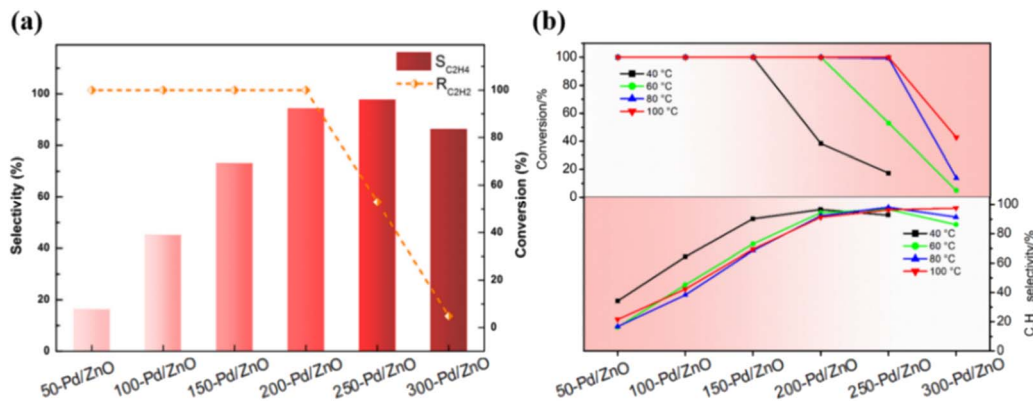 (a)
S_C2H4
R_C2H2
Selectivity (%)
100
80
60
40
20
0
Conversion (%)
100
80
60
40
20
0
50-Pd/ZnO
100-Pd/ZnO
150-Pd/ZnO
200-Pd/ZnO
250-Pd/ZnO
300-Pd/ZnO
(b)
Conversion/%
100
80
60
40
20
0
40 °C
60 °C
80 °C
100 °C
selectivity/%
100
80
60
40
20
0
40 °C
60 °C
80 °C
100 °C
50-Pd/ZnO
100-Pd/ZnO
150-Pd/ZnO
200-Pd/ZnO
250-Pd/ZnO
300-Pd/ZnO